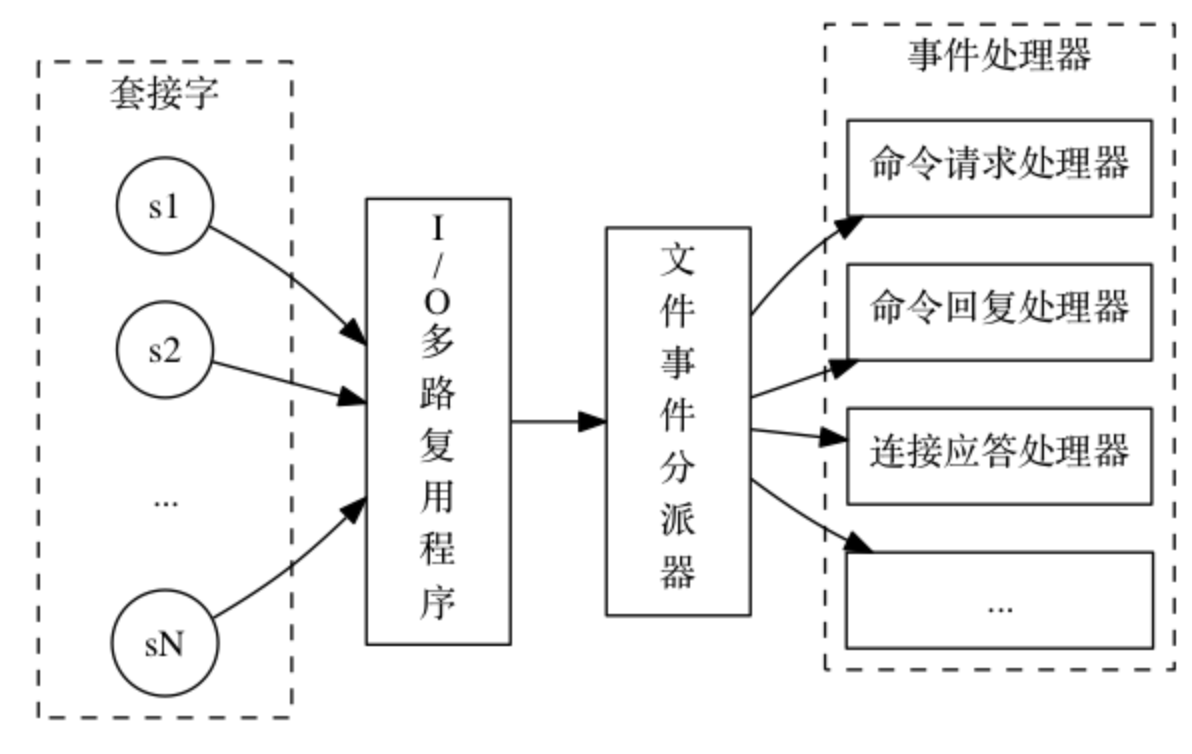 套接字
s1
s2
...
sN
I/O多路复用程序
文件事件分派器
事件处理器
命令请求处理器
命令回复处理器
连接应答处理器
...